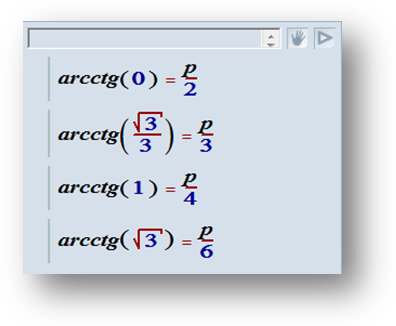 arcctg(0) = p/2
arcctg(√3/3) = p/3
arcctg(1) = p/4
arcctg(√3) = p/6